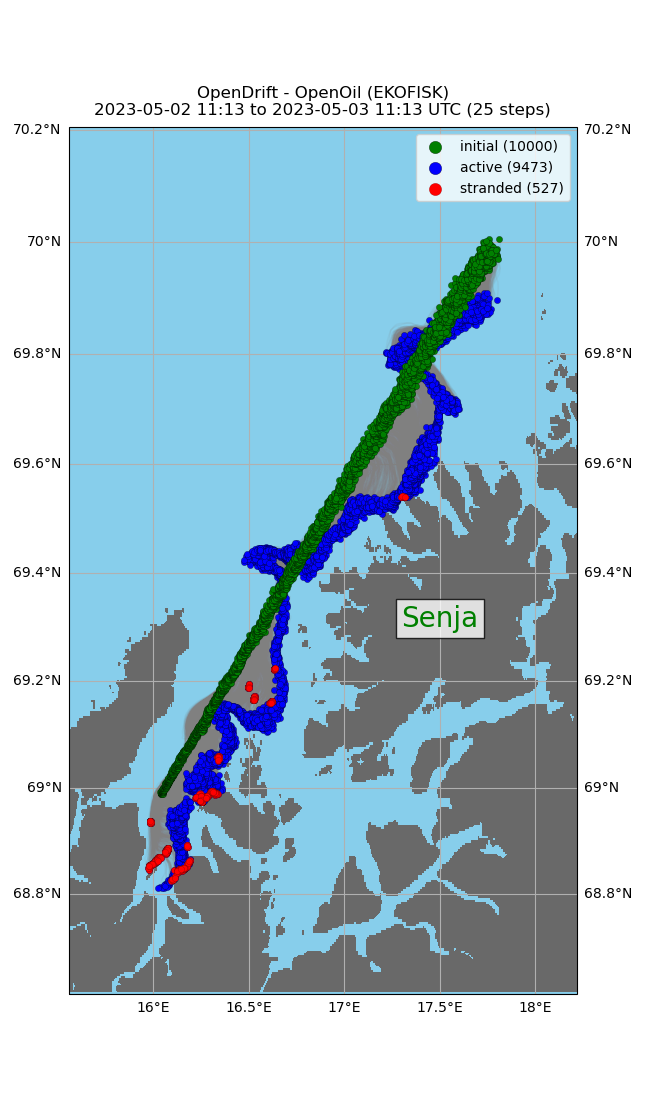 OpenDrift - OpenOil (EKOFISK)
2023-05-02 11:13 to 2023-05-03 11:13 UTC (25 steps)
70.2°N 70.2°N
initial (10000)
active (9473)
stranded (527)
70°N 70°N
69.8°N 69.8°N
69.6°N 69.6°N
69.4°N 69.4°N
Senja
69.2°N 69.2°N
69°N 69°N
68.8°N 68.8°N
16°E 16.5°E 17°E 17.5°E 18°E